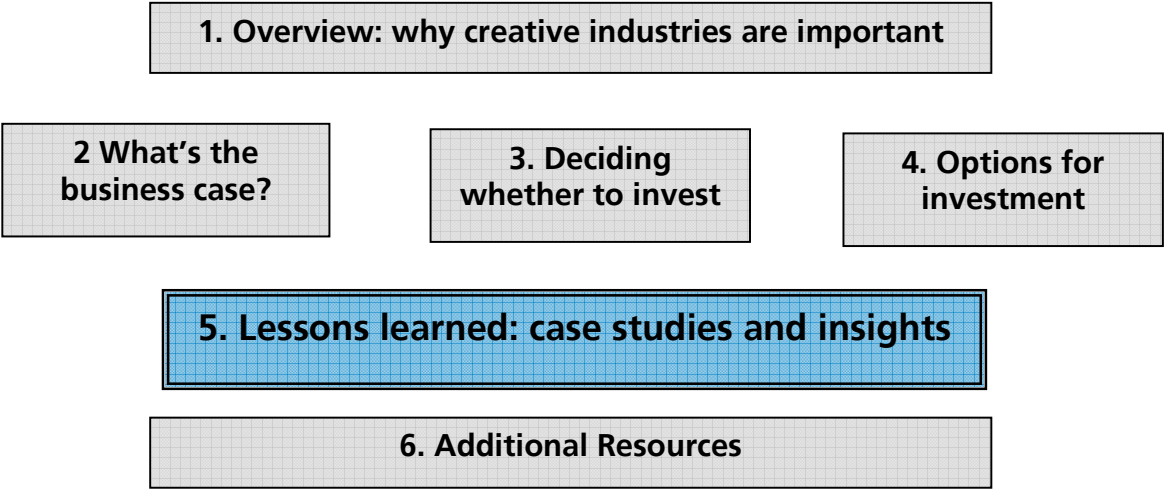 1. Overview: why creative industries are important
2 What's the
business case?
3. Deciding
whether to invest
4. Options for
investment
5. Lessons learned: case studies and insights
6. Additional Resources